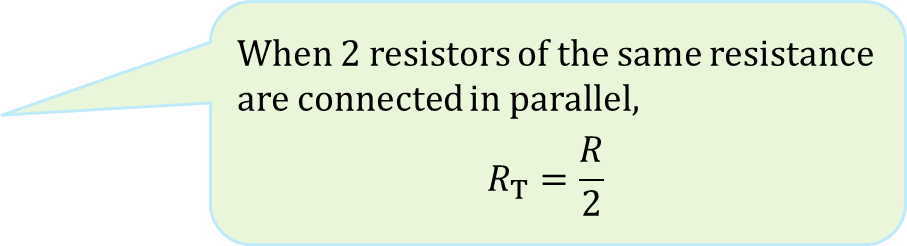 When 2 resistors of the same resistance
are connected in parallel,
R_T = R/2